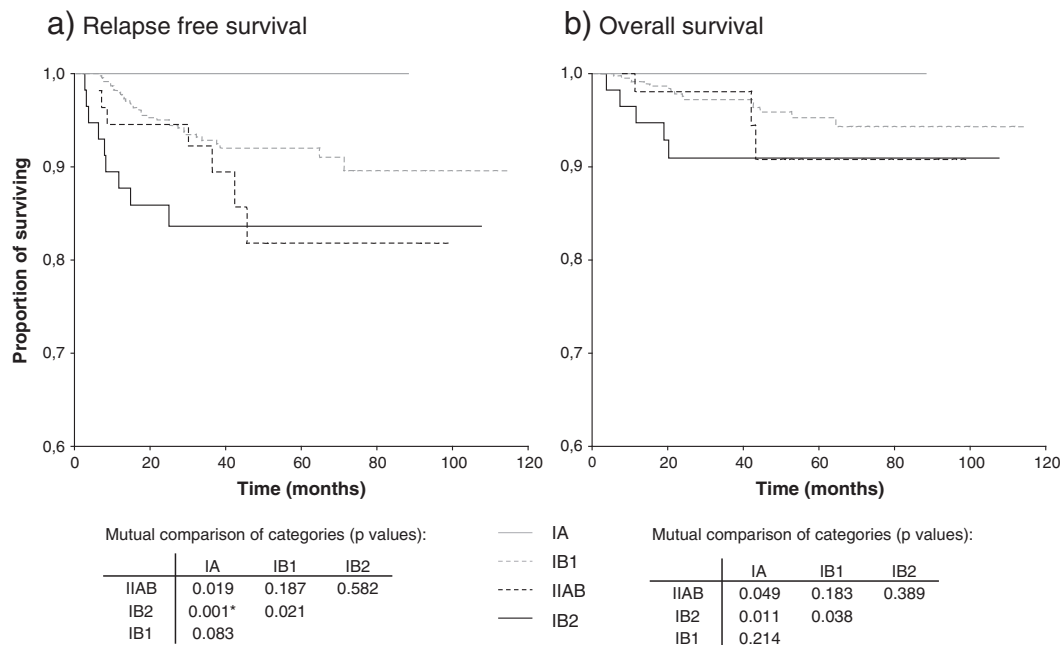 a) Relapse free survival
b) Overall survival
Proportion of surviving
1,0
0,9
0,8
0,7
0,6
0 20 40 60 80 100 120
Time (months)
1,0
0,9
0,8
0,7
0,6
0 20 40 60 80 100 120
Time (months)
Mutual comparison of categories (p values):
IA IB1 IB2
IIAB 0.019 0.187 0.582
IB2 0.001* 0.021
IB1 0.083
IA
IB1
IIAB
IB2
Mutual comparison of categories (p values):
IA IB1 IB2
IIAB 0.049 0.183 0.389
IB2 0.011 0.038
IB1 0.214